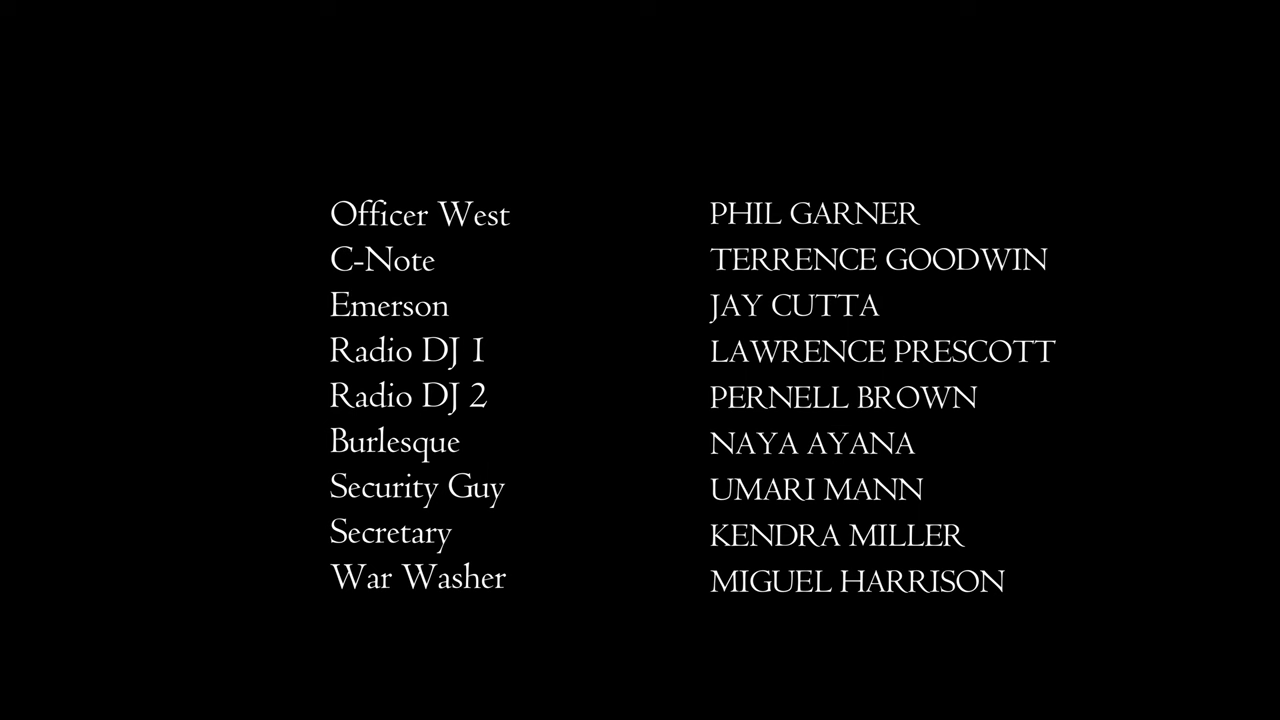 Officer West PHIL GARNER
C-Note TERRENCE GOODWIN
Emerson JAY CUTTA
Radio DJ 1 LAWRENCE PRESCOTT
Radio DJ 2 PERNELL BROWN
Burlesque NAYA AYANA
Security Guy UMARI MANN
Secretary KENDRA MILLER
War Washer MIGUEL HARRISON